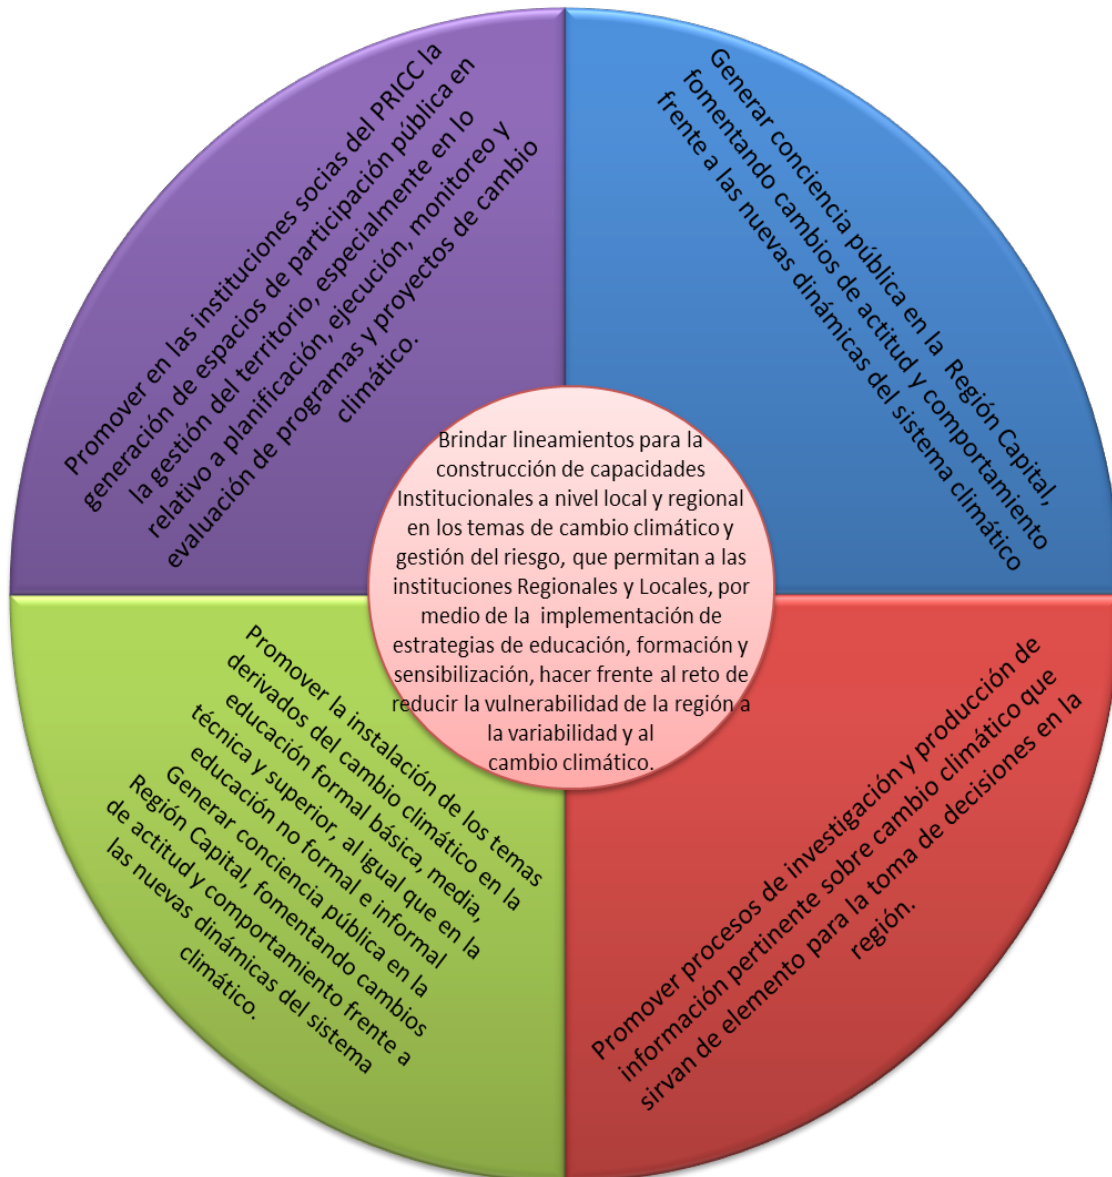 Promover en las instituciones socias del PRICC la
generación de espacios de participación pública en
la gestión del territorio, especialmente en lo
relativo a planificación, ejecución, monitoreo y
evaluación de programas y proyectos de cambio
climático.
Generar conciencia pública en la Región Capital,
fomentando cambios de actitud y comportamiento
frente a las nuevas dinámicas del sistema climático
Brindar lineamientos para la
construcción de capacidades
Institucionales a nivel local y regional
en los temas de cambio climático y
gestión del riesgo, que permitan a las
instituciones Regionales y Locales, por
medio de la implementación de
estrategias de educación, formación y
sensibilización, hacer frente al reto de
reducir la vulnerabilidad de la región a
la variabilidad y al
cambio climático.
Promover la instalación de los temas
derivados del cambio climático en la
educación formal básica, media,
técnica y superior, al igual que en la
educación no formal e informal
Generar conciencia pública en la
Región Capital, fomentando cambios
de actitud y comportamiento frente a
las nuevas dinámicas del sistema
climático.
Promover procesos de investigación y producción de
información pertinente sobre cambio climático que
sirvan de elemento para la toma de decisiones en la
región.